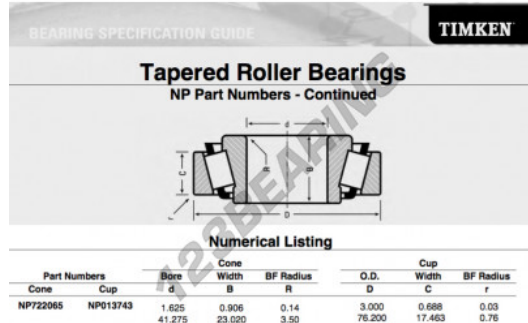 BEARING SPECIFICATION GUIDE
TIMKEN
Tapered Roller Bearings
NP Part Numbers - Continued
d
C R B
r
D
123BEARING
Numerical Listing
Cone Cup
Part Numbers Bore Width BF Radius O.D. Width BF Radius
Cone Cup d B R D C r
NP722065 NP013743 1.625 0.906 0.14 3.000 0.688 0.03
41.275 23.020 3.50 76.200 17.463 0.76